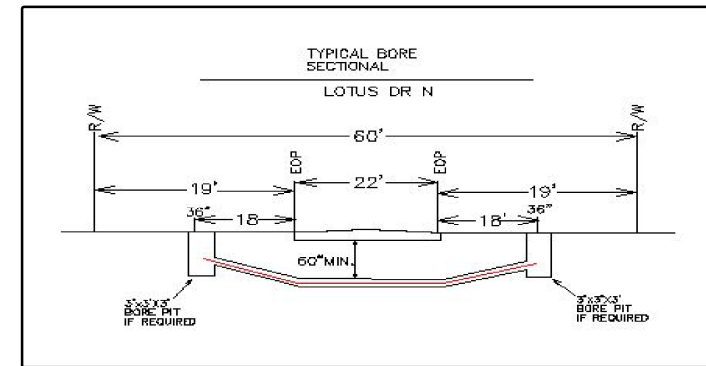 TYPICAL BORE
SECTIONAL
LOTUS DR N
R/W
R/W
60'
EOP
EOP
22'
19'
19'
36"
18
18'
36"
60"MIN.
3'x3'X3'
BORE PIT
IF REQUIRED
3'x3'X3'
BORE PIT
IF REQUIRED